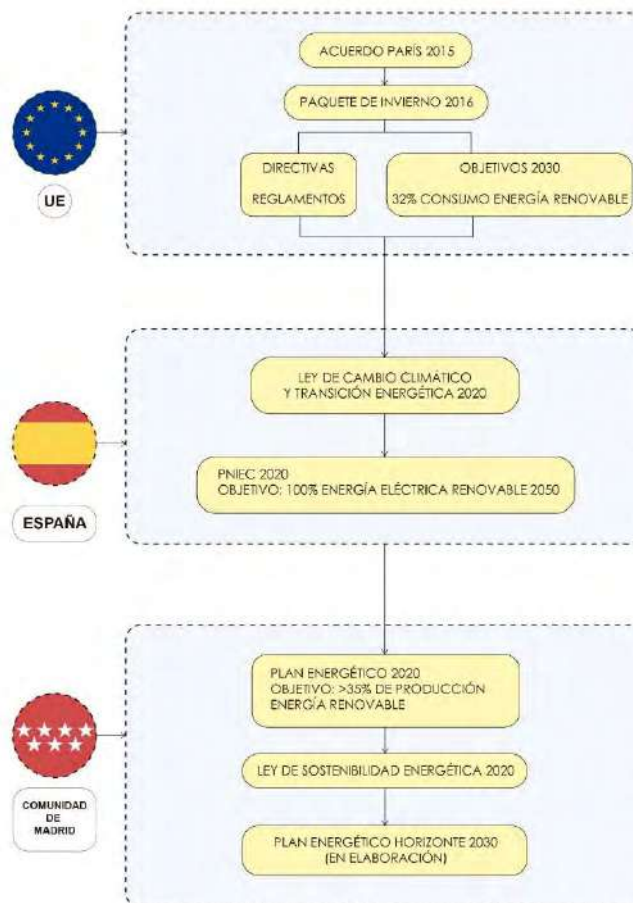 ACUERDO PARÍS 2015
PAQUETE DE INVIERNO 2016
DIRECTIVAS
REGLAMENTOS
OBJETIVOS 2030
32% CONSUMO ENERGÍA RENOVABLE
UE
LEY DE CAMBIO CLIMÁTICO
Y TRANSICIÓN ENERGÉTICA 2020
PNIEC 2020
OBJETIVO: 100% ENERGÍA ELÉCTRICA RENOVABLE 2050
ESPAÑA
PLAN ENERGÉTICO 2020
OBJETIVO: >35% DE PRODUCCIÓN
ENERGÍA RENOVABLE
LEY DE SOSTENIBILIDAD ENERGÉTICA 2020
PLAN ENERGÉTICO HORIZONTE 2030
(EN ELABORACIÓN)
COMUNIDAD
DE
MADRID